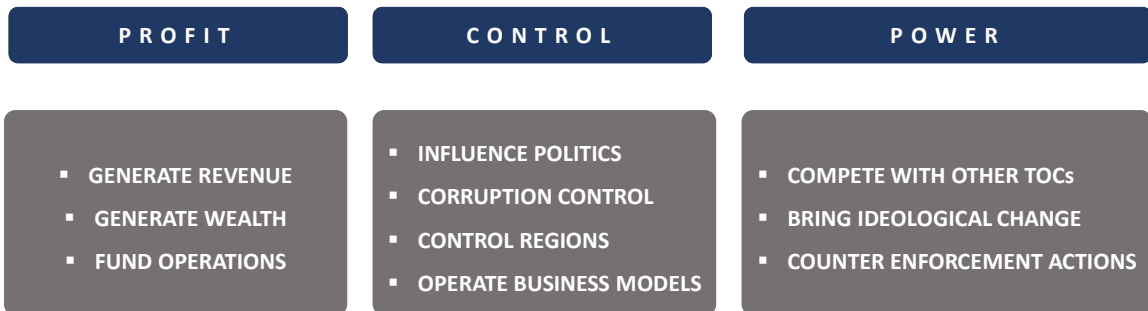 PROFIT
CONTROL
POWER
▪ GENERATE REVENUE
▪ GENERATE WEALTH
▪ FUND OPERATIONS
▪ INFLUENCE POLITICS
▪ CORRUPTION CONTROL
▪ CONTROL REGIONS
▪ OPERATE BUSINESS MODELS
▪ COMPETE WITH OTHER TOCs
▪ BRING IDEOLOGICAL CHANGE
▪ COUNTER ENFORCEMENT ACTIONS